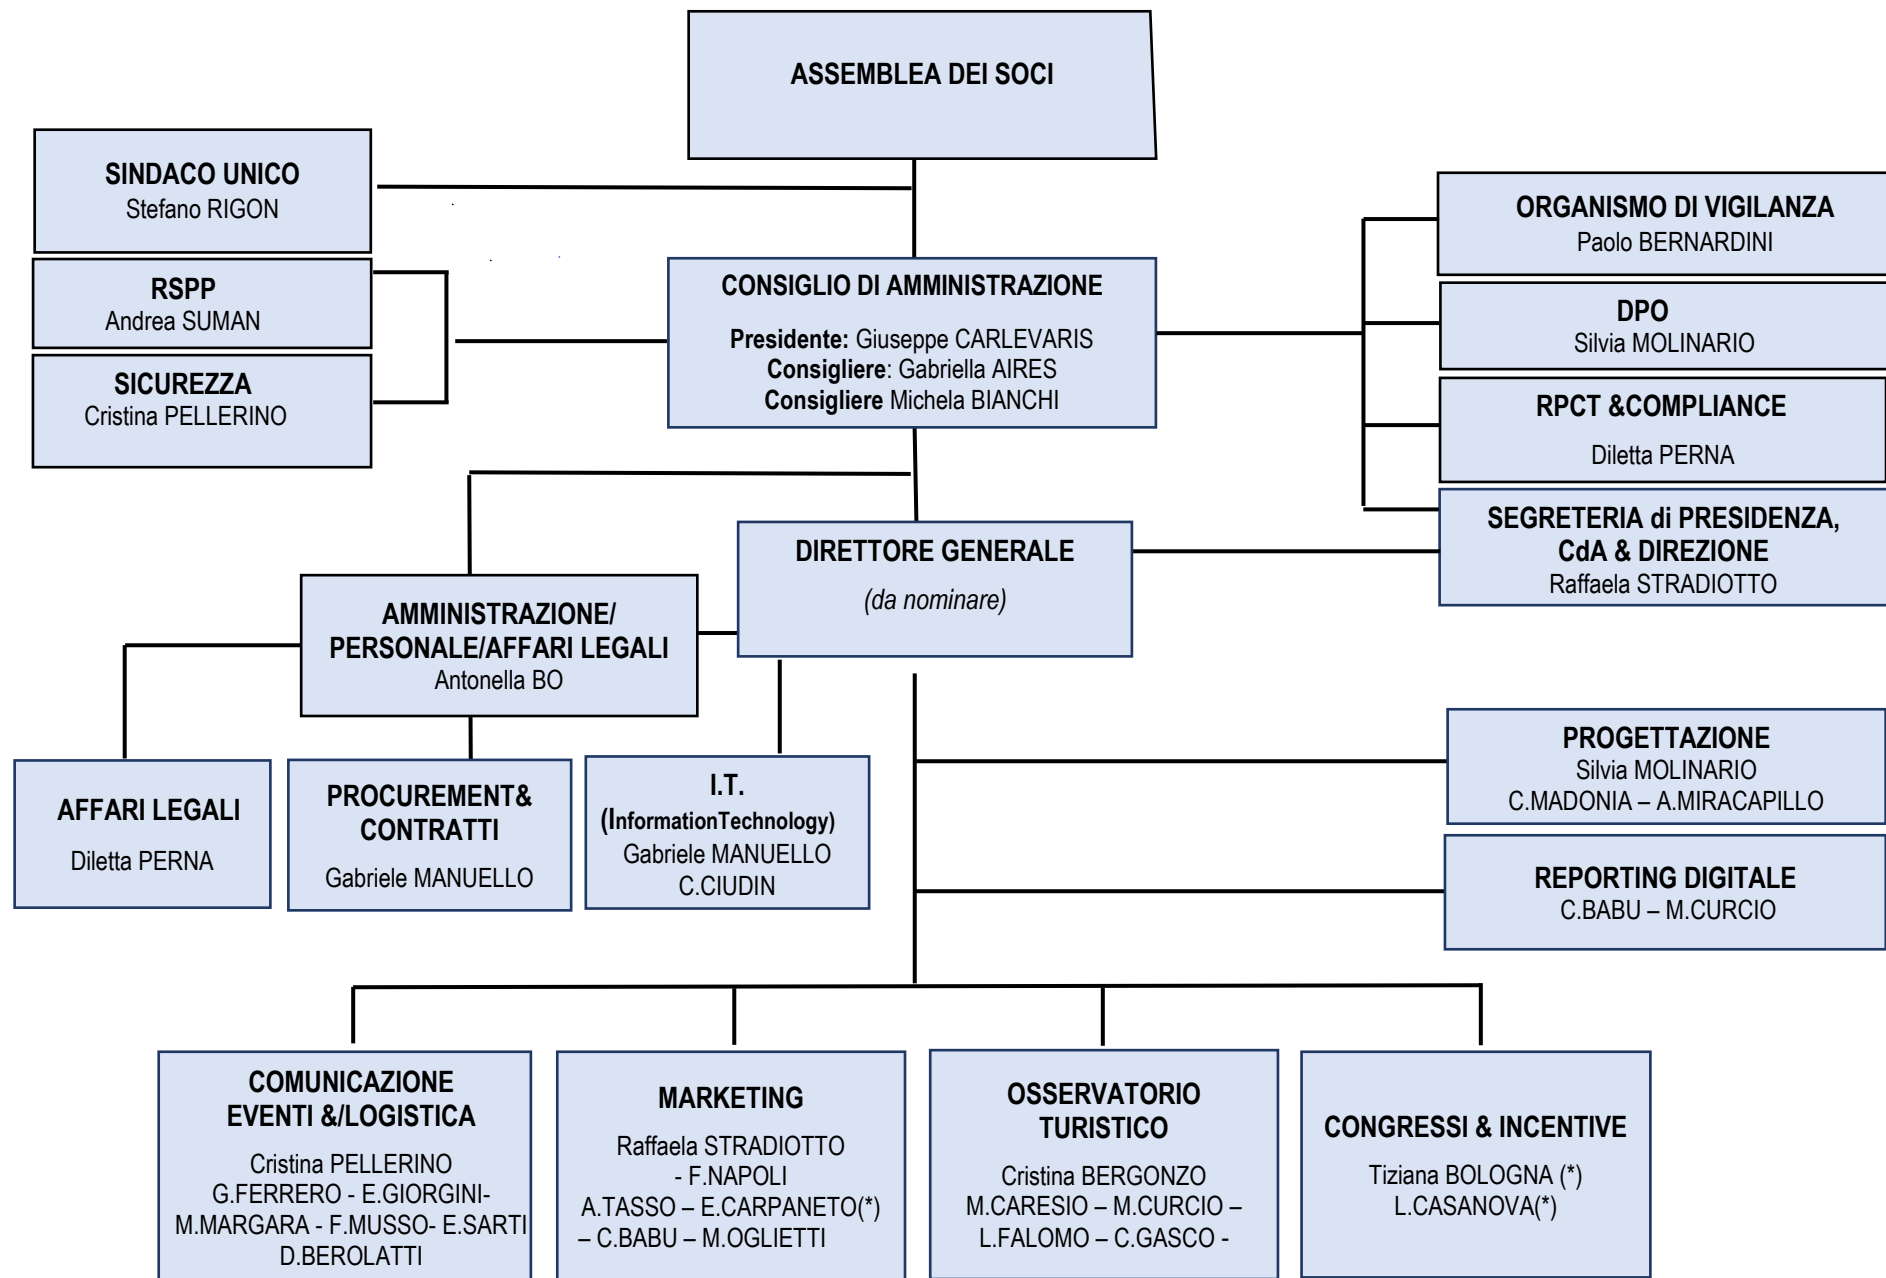 ASSEMBLEA DEI SOCI
SINDACO UNICO
Stefano RIGON
RSPP
Andrea SUMAN
SICUREZZA
Cristina PELLERINO
CONSIGLIO DI AMMINISTRAZIONE
Presidente: Giuseppe CARLEVARIS
Consigliere: Gabriella AIRES
Consigliere Michela BIANCHI
ORGANISMO DI VIGILANZA
Paolo BERNARDINI
DPO
Silvia MOLINARIO
RPCT &COMPLIANCE
Diletta PERNA
SEGRETERIA di PRESIDENZA,
CdA & DIREZIONE
Raffaela STRADIOTTO
DIRETTORE GENERALE
(da nominare)
AMMINISTRAZIONE/
PERSONALE/AFFARI LEGALI
Antonella BO
AFFARI LEGALI
Diletta PERNA
PROCUREMENT&
CONTRATTI
Gabriele MANUELLO
I.T.
(InformationTechnology)
Gabriele MANUELLO
C.CIUDIN
PROGETTAZIONE
Silvia MOLINARIO
C.MADONIA – A.MIRACAPILLO
REPORTING DIGITALE
C.BABU – M.CURCIO
COMUNICAZIONE
EVENTI &/LOGISTICA
Cristina PELLERINO
G.FERRERO - E.GIORGINI-
M.MARGARA - F.MUSSO- E.SARTI
D.BEROLATTI
MARKETING
Raffaela STRADIOTTO
- F.NAPOLI
A.TASSO – E.CARPANETO(*)
– C.BABU – M.OGLIETTI
OSSERVATORIO
TURISTICO
Cristina BERGONZO
M.CARESIO – M.CURCIO –
L.FALOMO – C.GASCO -
CONGRESSI & INCENTIVE
Tiziana BOLOGNA (*)
L.CASANOVA(*)